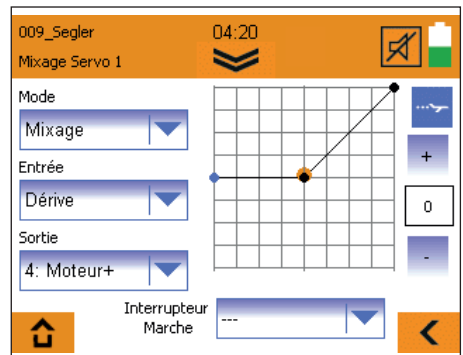 009_Segler
04:20
Mixage Servo 1
Mode
Mixage
Entrée
Dérive
Sortie
4: Moteur+
+
0
-
Interrupteur
Marche
---